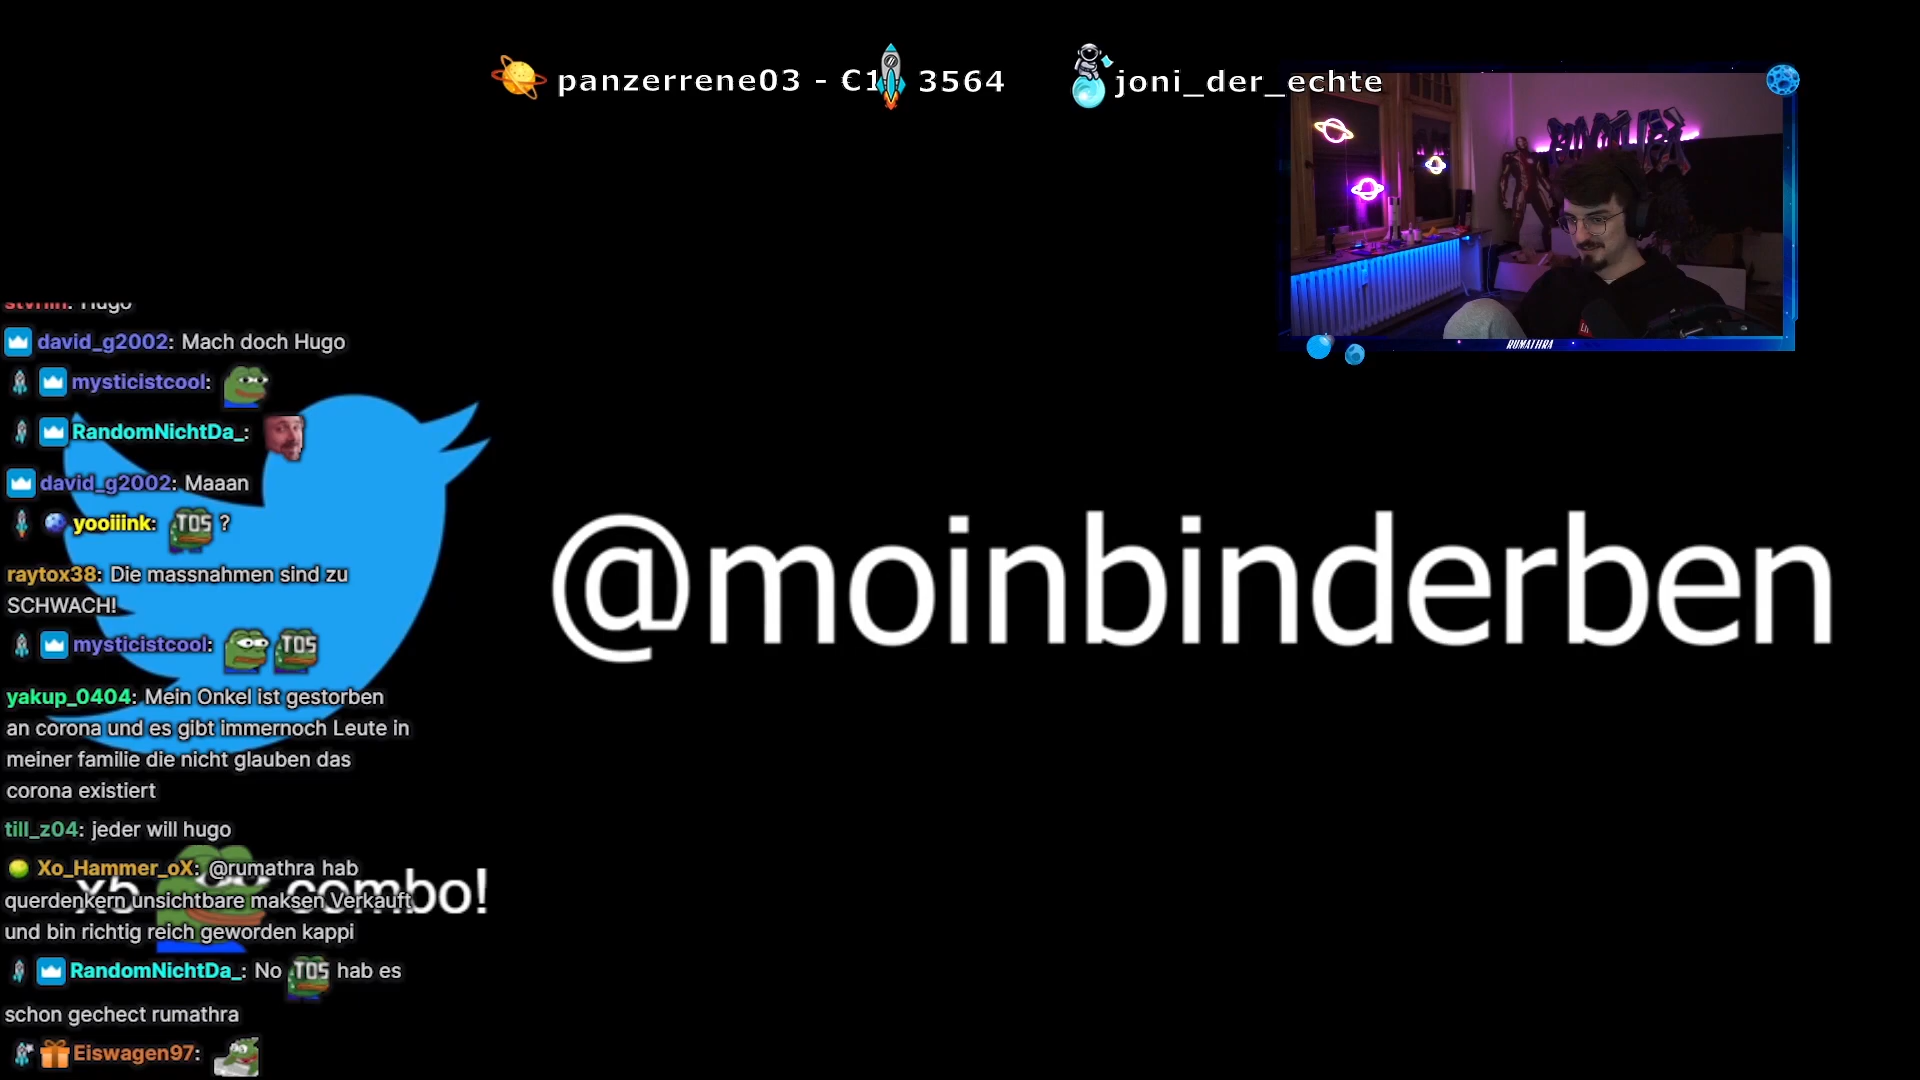 panzerrene03 - €1
3564
joni_der_echte
RUMATHRA
stvrlin: Hugo
david_g2002: Mach doch Hugo
mysticistcool:
RandomNichtDa_:
david_g2002: Maaan
yooiiink: TOS ?
raytox38: Die massnahmen sind zu
SCHWACH!
mysticistcool: TOS
yakup_0404: Mein Onkel ist gestorben
an corona und es gibt immernoch Leute in
meiner familie die nicht glauben das
corona existiert
till_z04: jeder will hugo
Xo_Hammer_oX: @rumathra hab
querdenkern unsichtbare maksen Verkauft
und bin richtig reich geworden kappi
RandomNichtDa_: No TOS hab es
schon gechect rumathra
Eiswagen97:
combo!
@moinbinderben